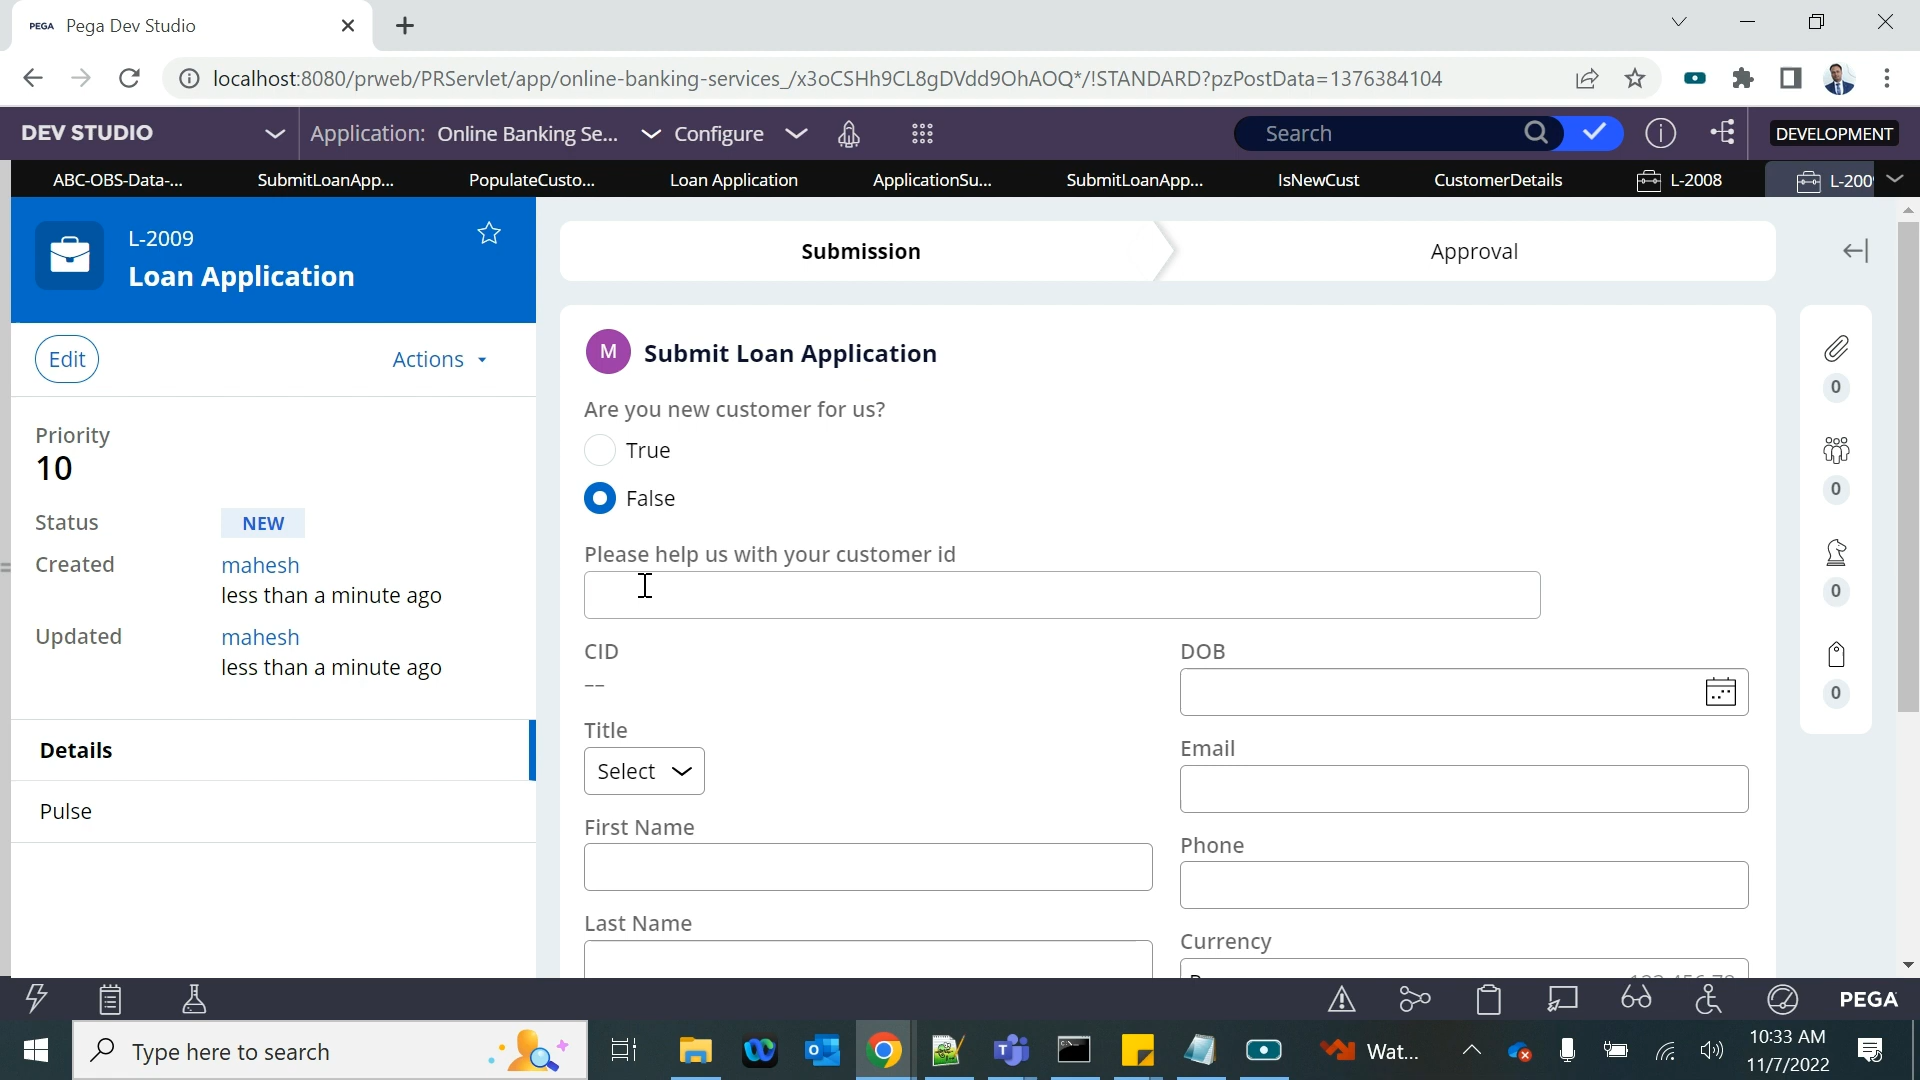 PEGA Pega Dev Studio
localhost:8080/prweb/PRServlet/app/online-banking-services_/x3oCSHh9CL8gDVdd9OhAOQ*/!STANDARD?pzPostData=1376384104
DEV STUDIO Application: Online Banking Se... Configure Search DEVELOPMENT
ABC-OBS-Data-... SubmitLoanApp... PopulateCusto... Loan Application ApplicationSu... SubmitLoanApp... IsNewCust CustomerDetails L-2008 L-200
L-2009
Loan Application
Edit Actions
Priority
10
Status NEW
Created mahesh
less than a minute ago
Updated mahesh
less than a minute ago
Details
Pulse
Submission Approval
M Submit Loan Application
Are you new customer for us?
True
False
Please help us with your customer id
CID
--
Title
Select
First Name
Last Name
DOB
Email
Phone
Currency
0
0
0
0
PEGA
Type here to search
Wat...
10:33 AM
11/7/2022